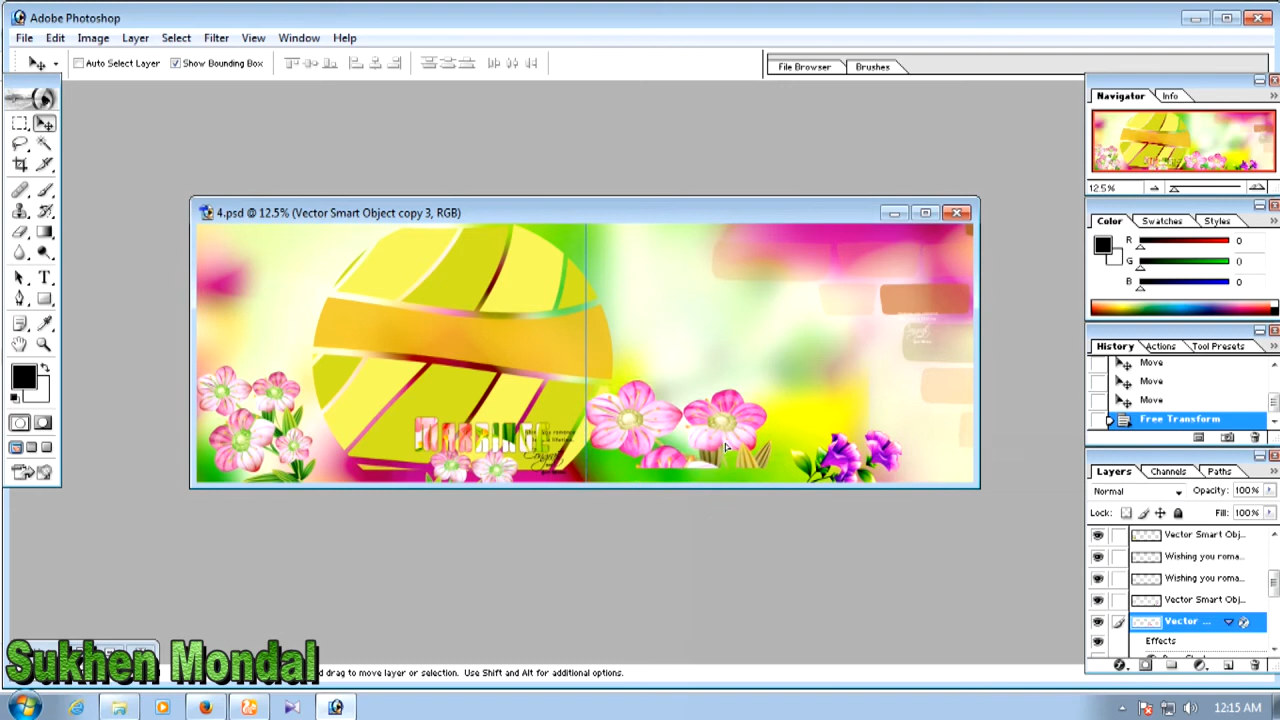 Adobe Photoshop
File Edit Image Layer Select Filter View Window Help
Auto Select Layer Show Bounding Box File Browser Brushes
Navigator Info
12.5%
4.psd @ 12.5% (Vector Smart Object copy 3, RGB)
Color Swatches Styles
R 0
G 0
B 0
History Actions Tool Presets
Move
Move
Move
Free Transform
Layers Channels Paths
Normal Opacity: 100%
Lock: Fill: 100%
Vector Smart Obj...
Wishing you roma...
Wishing you roma...
Vector Smart Obj...
Vector ...
Effects
Sukhen Mondal
drag to move layer or selection. Use Shift and Alt for additional options.
12:15 AM